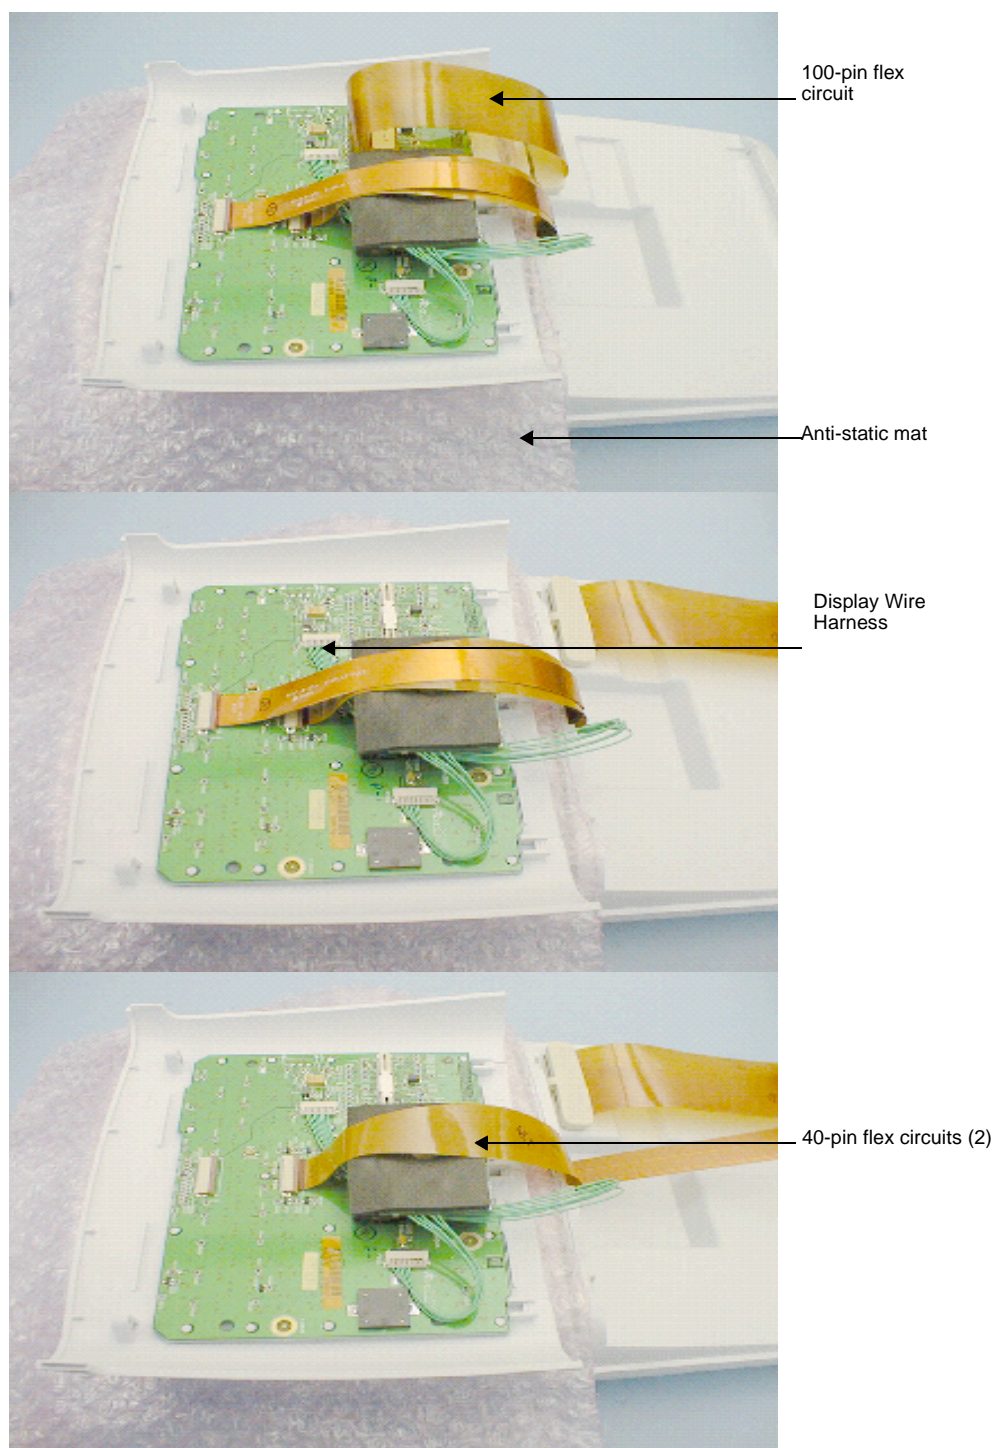 100-pin flex
circuit
Anti-static mat
Display Wire
Harness
40-pin flex circuits (2)